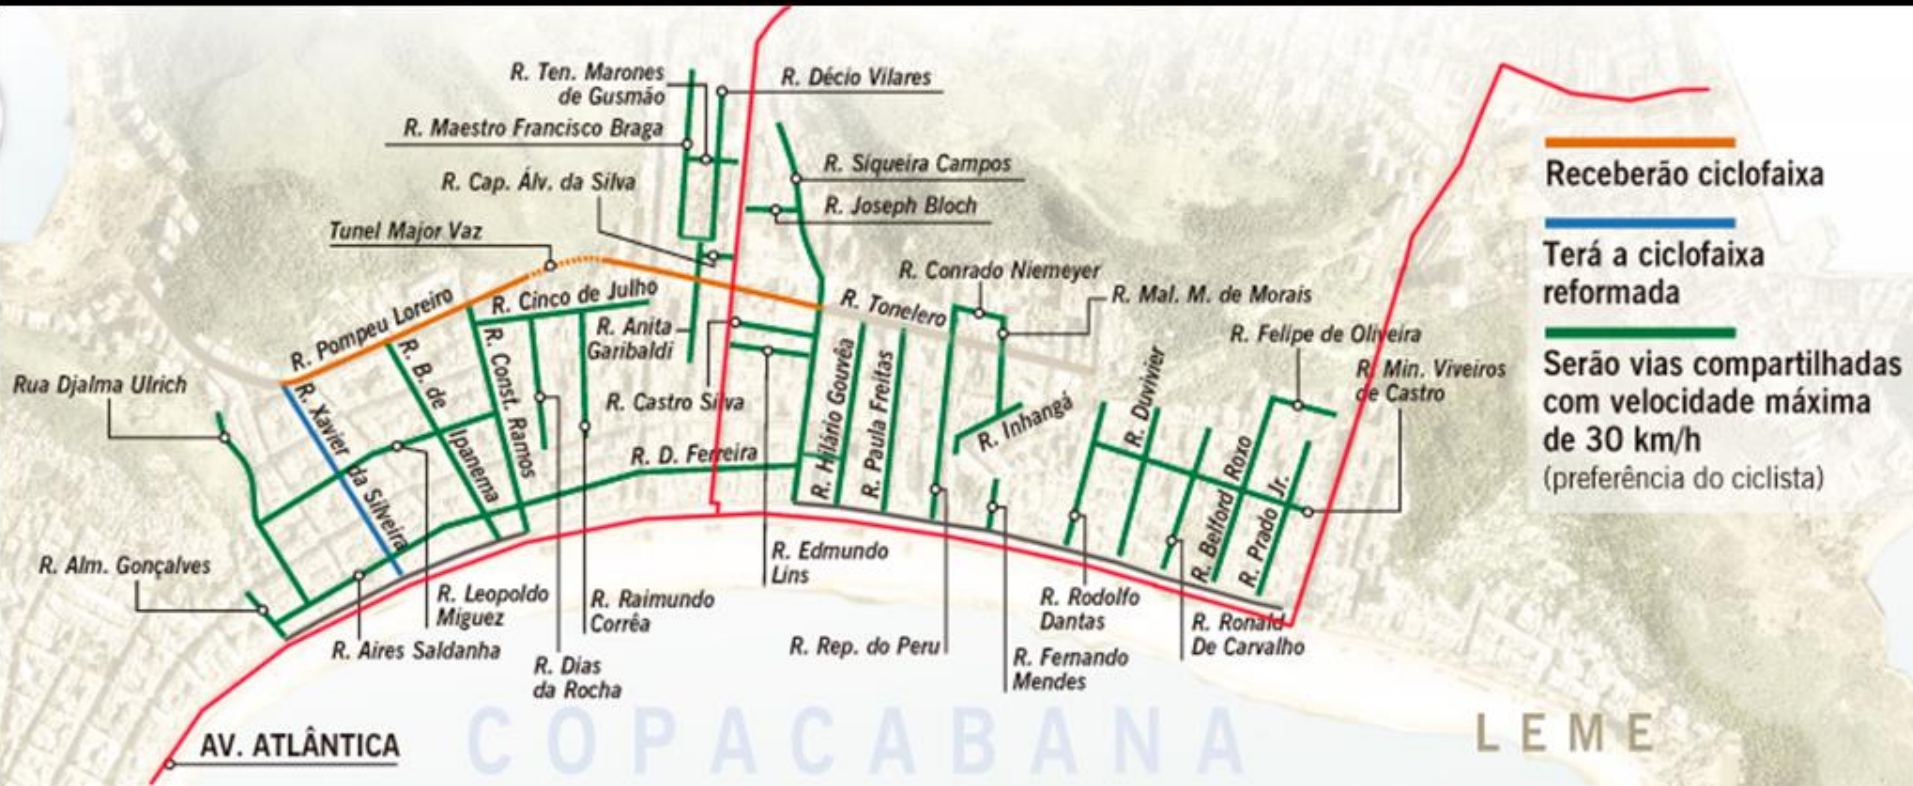 R. Ten. Marones
de Gusmão
R. Décio Vilares
R. Maestro Francisco Braga
R. Siqueira Campos
R. Cap. Álv. da Silva
R. Joseph Bloch
Tunel Major Vaz
R. Conrado Niemeyer
R. Pompeu Loreiro
R. Cinco de Julho
R. Tonelero
R. Mal. M. de Morais
R. Anita
Garibaldi
R. Felipe de Oliveira
Rua Djalma Ulrich
R. Xavier da Silveira
R. B. de Ipanema
R. Const. Ramos
R. Castro Silva
R. Hilário Gouvêa
R. Paula Freitas
R. Inhangá
R. Duvivier
R. Min. Viveiros
de Castro
R. D. Ferreira
R. Belford Roxo
R. Prado Jr.
R. Alm. Gonçalves
R. Edmundo
Lins
R. Leopoldo
Miguez
R. Raimundo
Corrêa
R. Rodolfo
Dantas
R. Ronald
De Carvalho
R. Aires Saldanha
R. Dias
da Rocha
R. Rep. do Peru
R. Fernando
Mendes
AV. ATLÂNTICA
COPACABANA
LEME
Receberão ciclofaixa
Terá a ciclofaixa
reformada
Serão vias compartilhadas
com velocidade máxima
de 30 km/h
(preferência do ciclista)